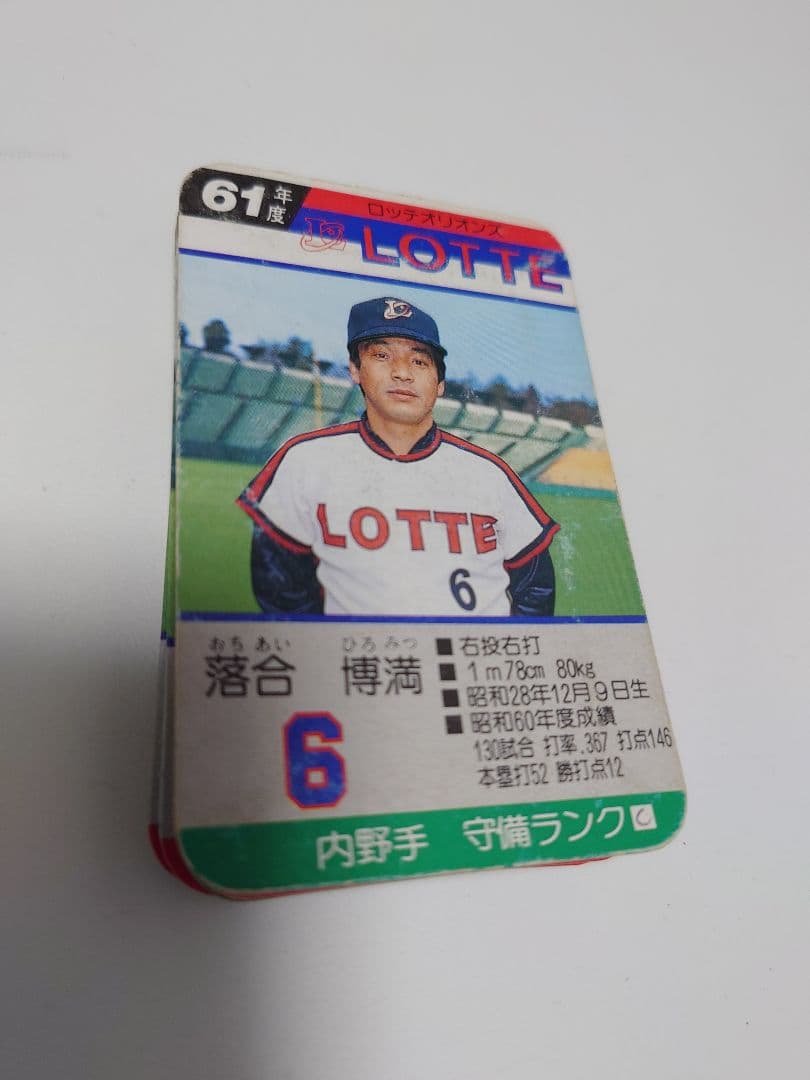 61年度
ロッテオリオンズ
LOTTE
LOTTE
6
おち あい ひろ みつ
落合 博満
6
■右投右打
■1m78cm 80kg
■昭和28年12月9日生
■昭和60年度成績
130試合 打率.367 打点146
本塁打52 勝打点12
内野手 守備ランクC